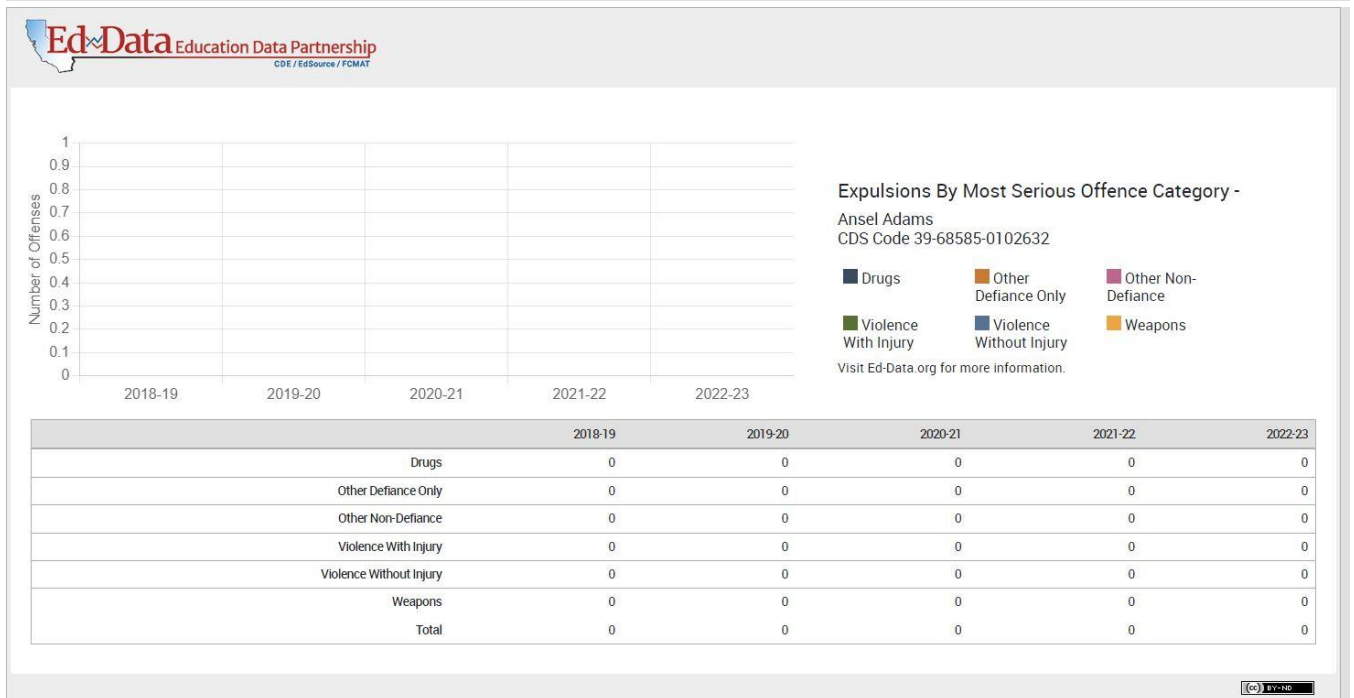 Ed Data Education Data Partnership
CDE / EdSource / FCMAT
Number of Offenses
1
0.9
0.8
0.7
0.6
0.5
0.4
0.3
0.2
0.1
0
2018-19 2019-20 2020-21 2021-22 2022-23
Expulsions By Most Serious Offence Category -
Ansel Adams
CDS Code 39-68585-0102632
Drugs Other Other Non-
Defiance Only Defiance
Violence Violence Weapons
With Injury Without Injury
Visit Ed-Data.org for more information.
2018-19 2019-20 2020-21 2021-22 2022-23
Drugs 0 0 0 0 0
Other Defiance Only 0 0 0 0 0
Other Non-Defiance 0 0 0 0 0
Violence With Injury 0 0 0 0 0
Violence Without Injury 0 0 0 0 0
Weapons 0 0 0 0 0
Total 0 0 0 0 0
(cc) BY-ND